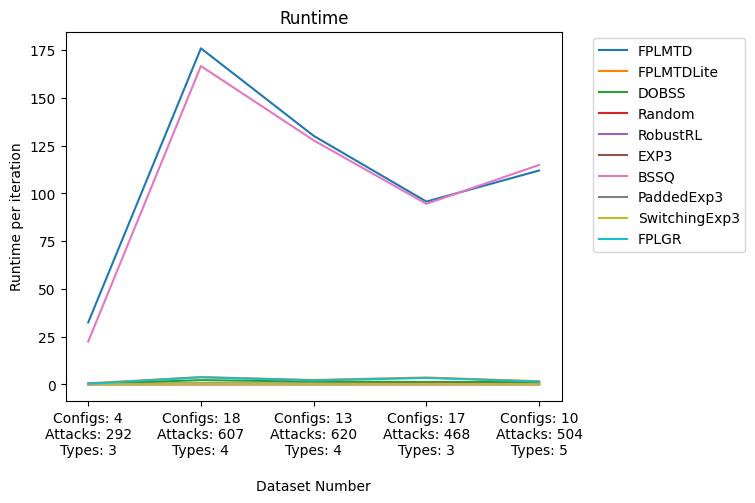 Runtime
Runtime per iteration
175
150
125
100
75
50
25
0
Configs: 4
Attacks: 292
Types: 3
Configs: 18
Attacks: 607
Types: 4
Configs: 13
Attacks: 620
Types: 4
Configs: 17
Attacks: 468
Types: 3
Configs: 10
Attacks: 504
Types: 5
Dataset Number
FPLMTD
FPLMTDLite
DOBSS
Random
RobustRL
EXP3
BSSQ
PaddedExp3
SwitchingExp3
FPLGR